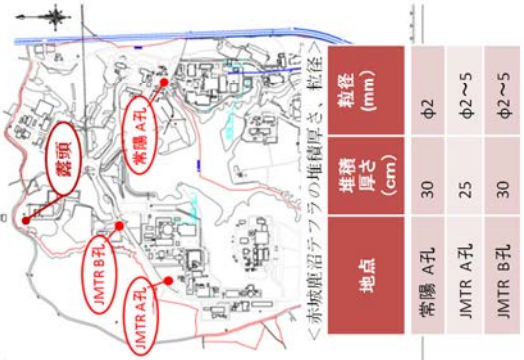 露頭
常陽 A孔
JMTR B孔
JMTR A孔
<赤城鹿沼テフラの堆積厚さ、粒径>
地点 堆積厚さ(cm) 粒径(mm)
常陽 A孔 30 φ2
JMTR A孔 25 φ2~5
JMTR B孔 30 φ2~5